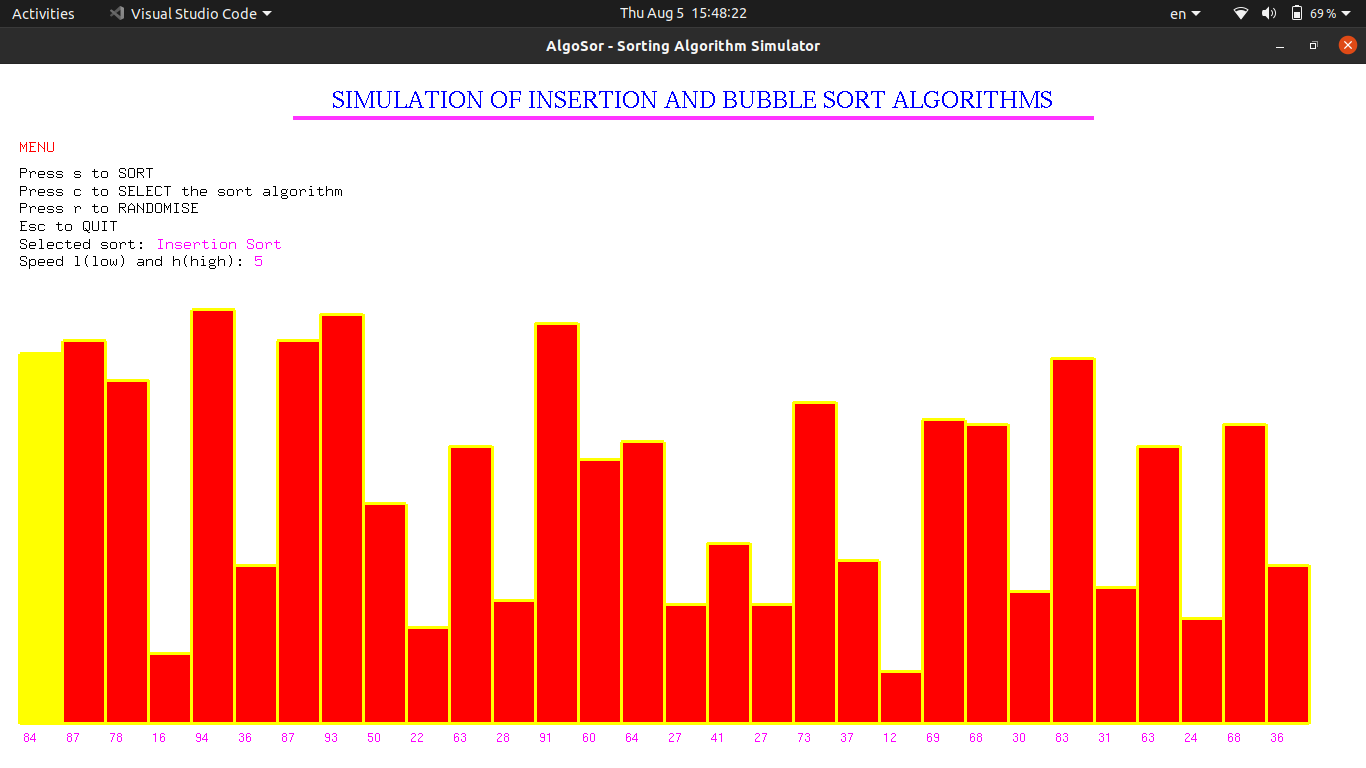 Activities Visual Studio Code Thu Aug 5 15:48:22 en 69%
AlgoSor - Sorting Algorithm Simulator
SIMULATION OF INSERTION AND BUBBLE SORT ALGORITHMS
MENU
Press s to SORT
Press c to SELECT the sort algorithm
Press r to RANDOMISE
Esc to QUIT
Selected sort: Insertion Sort
Speed l(low) and h(high): 5
84 87 78 16 94 36 87 93 50 22 63 28 91 60 64 27 41 27 73 37 12 69 68 30 83 31 63 24 68 36